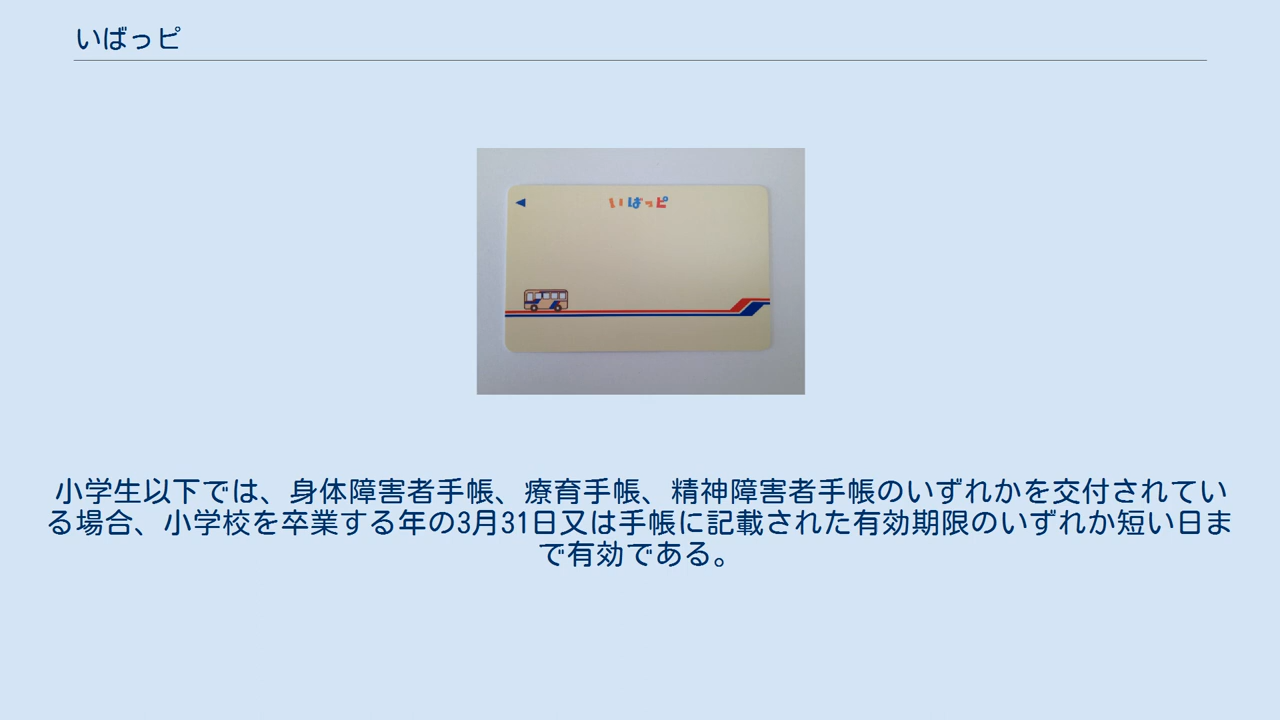 いばっピ
いばっピ
小学生以下では、身体障害者手帳、療育手帳、精神障害者手帳のいずれかを交付されてい
る場合、小学校を卒業する年の3月31日又は手帳に記載された有効期限のいずれか短い日ま
で有効である。